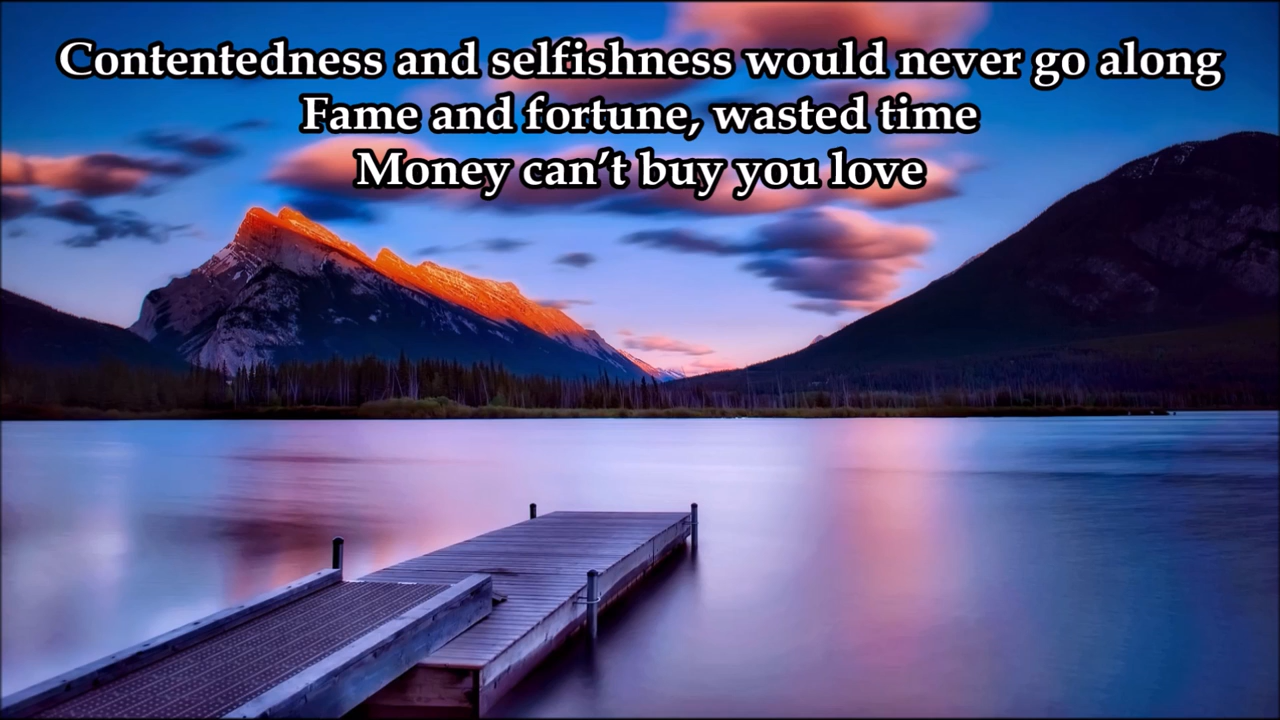 Contentedness and selfishness would never go along
Fame and fortune, wasted time
Money can’t buy you love